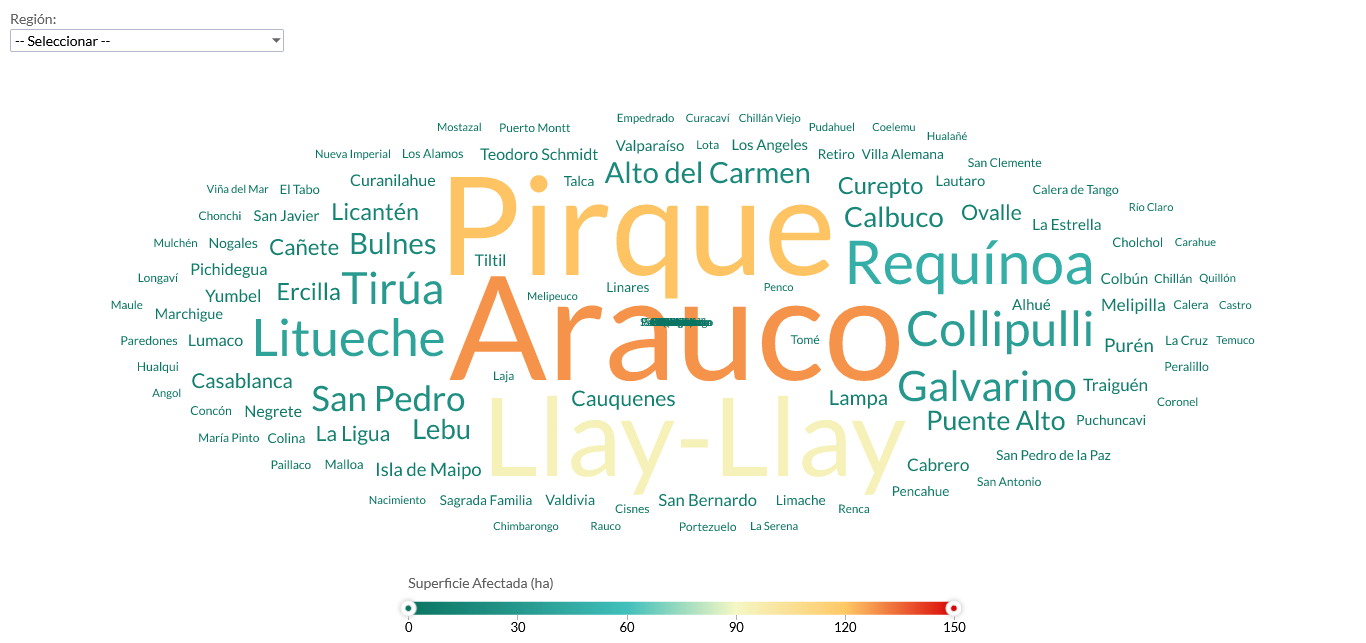 Región:
-- Seleccionar --
Empedrado Curacaví Chillán Viejo
Mostazal Puerto Montt Pudahuel Coelemu
Hualañé
Valparaíso Lota Los Angeles
Nueva Imperial Los Alamos Teodoro Schmidt Retiro Villa Alemana
San Clemente
Alto del Carmen
Curanilahue Talca Curepto Lautaro
Viña del Mar El Tabo Calera de Tango
Río Claro
Chonchi San Javier Licantén Calbuco Ovalle
La Estrella
Pirque
Mulchén Nogales Cañete Bulnes Cholchol Carahue
Tiltil
Requínoa
Pichidegua
Longaví Colbún Chillán Quillón
Ercilla Tirúa Linares Penco
Yumbel Melipeuco
Maule Alhué Melipilla Calera Castro
Marchigue
Arauco
Collipulli
Litueche
Paredones Lumaco Tomé Purén La Cruz Temuco
Hualqui Peralillo
Laja
Casablanca Galvarino Traiguén
Angol
San Pedro Cauquenes Lampa Coronel
Concón Negrete
Puente Alto Puchuncavi
Lebu
María Pinto Colina La Ligua
Llay-Llay
San Pedro de la Paz
Paillaco Malloa Isla de Maipo Cabrero
San Antonio
Pencahue
Nacimiento Sagrada Familia Valdivia San Bernardo Limache
Cisnes Renca
Chimbarongo Rauco Portezuelo La Serena
Superficie Afectada (ha)
0 30 60 90 120 150